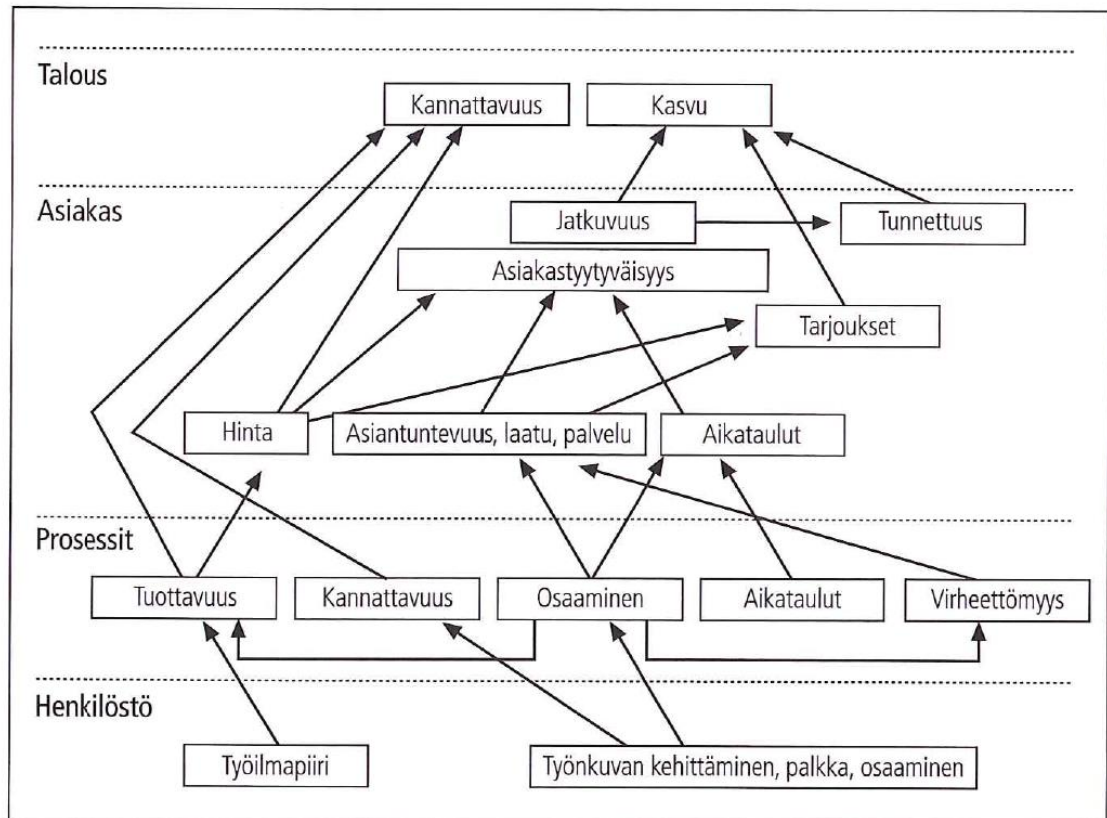 Talous
Kannattavuus
Kasvu
Asiakas
Jatkuvuus
Tunnettuus
Asiakastyytyväisyys
Tarjoukset
Hinta
Asiantuntevuus, laatu, palvelu
Aikataulut
Prosessit
Tuottavuus
Kannattavuus
Osaaminen
Aikataulut
Virheettömyys
Henkilöstö
Työilmapiiri
Työnkuvan kehittäminen, palkka, osaaminen